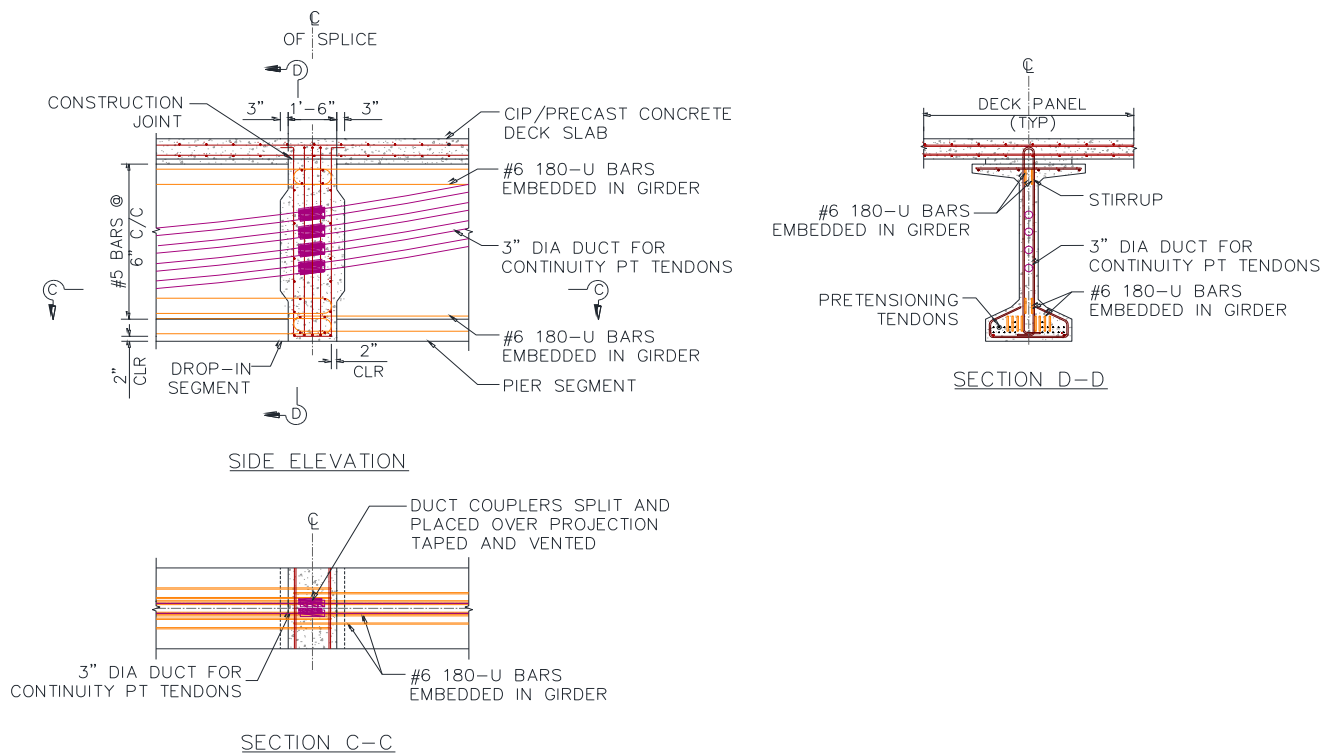 ℄
OF SPLICE
D
3” 1'-6” 3”
CONSTRUCTION
JOINT
CIP/PRECAST CONCRETE
DECK SLAB
#6 180-U BARS
EMBEDDED IN GIRDER
#5 BARS @
6” C/C
3” DIA DUCT FOR
CONTINUITY PT TENDONS
C
C
#6 180-U BARS
EMBEDDED IN GIRDER
2”
CLR
2”
CLR
DROP-IN
SEGMENT
PIER SEGMENT
D
SIDE ELEVATION
℄
DECK PANEL
(TYP)
#6 180-U BARS
EMBEDDED IN GIRDER
STIRRUP
3” DIA DUCT FOR
CONTINUITY PT TENDONS
PRETENSIONING
TENDONS
#6 180-U BARS
EMBEDDED IN GIRDER
SECTION D-D
℄
DUCT COUPLERS SPLIT AND
PLACED OVER PROJECTION
TAPED AND VENTED
3” DIA DUCT FOR
CONTINUITY PT TENDONS
#6 180-U BARS
EMBEDDED IN GIRDER
SECTION C-C